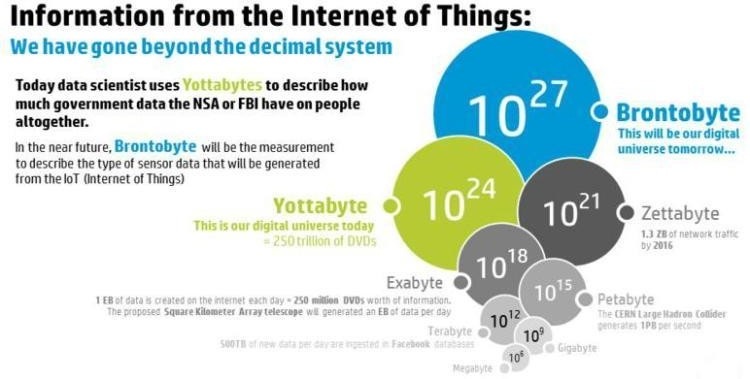 Information from the Internet of Things:
We have gone beyond the decimal system
Today data scientist uses Yottabytes to describe how
much government data the NSA or FBI have on people
altogether.
In the near future, Brontobyte will be the measurement
to describe the type of sensor data that will be generated
from the IoT (Internet of Things)
10^27
Brontobyte
This will be our digital
universe tomorrow...
Yottabyte
This is our digital universe today
= 250 trillion of DVDs
10^24
10^21
Zettabyte
1.3 ZB of network traffic
by 2016
Exabyte
1 EB of data is created on the internet each day = 250 million DVDs worth of information.
The proposed Square Kilometer Array telescope will generated an EB of data per day
10^18
10^15
Petabyte
The CERN Large Hadron Collider
generates 1PB per second
Terabyte
500TB of new data per day are ingested in Facebook databases
10^12
10^9
Gigabyte
Megabyte
10^6